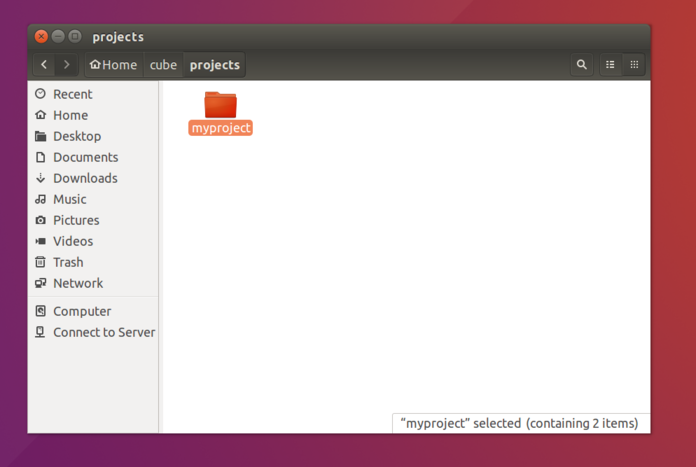 projects
Home cube projects
Recent
Home
Desktop
Documents
Downloads
Music
Pictures
Videos
Trash
Network
Computer
Connect to Server
myproject
“myproject” selected (containing 2 items)